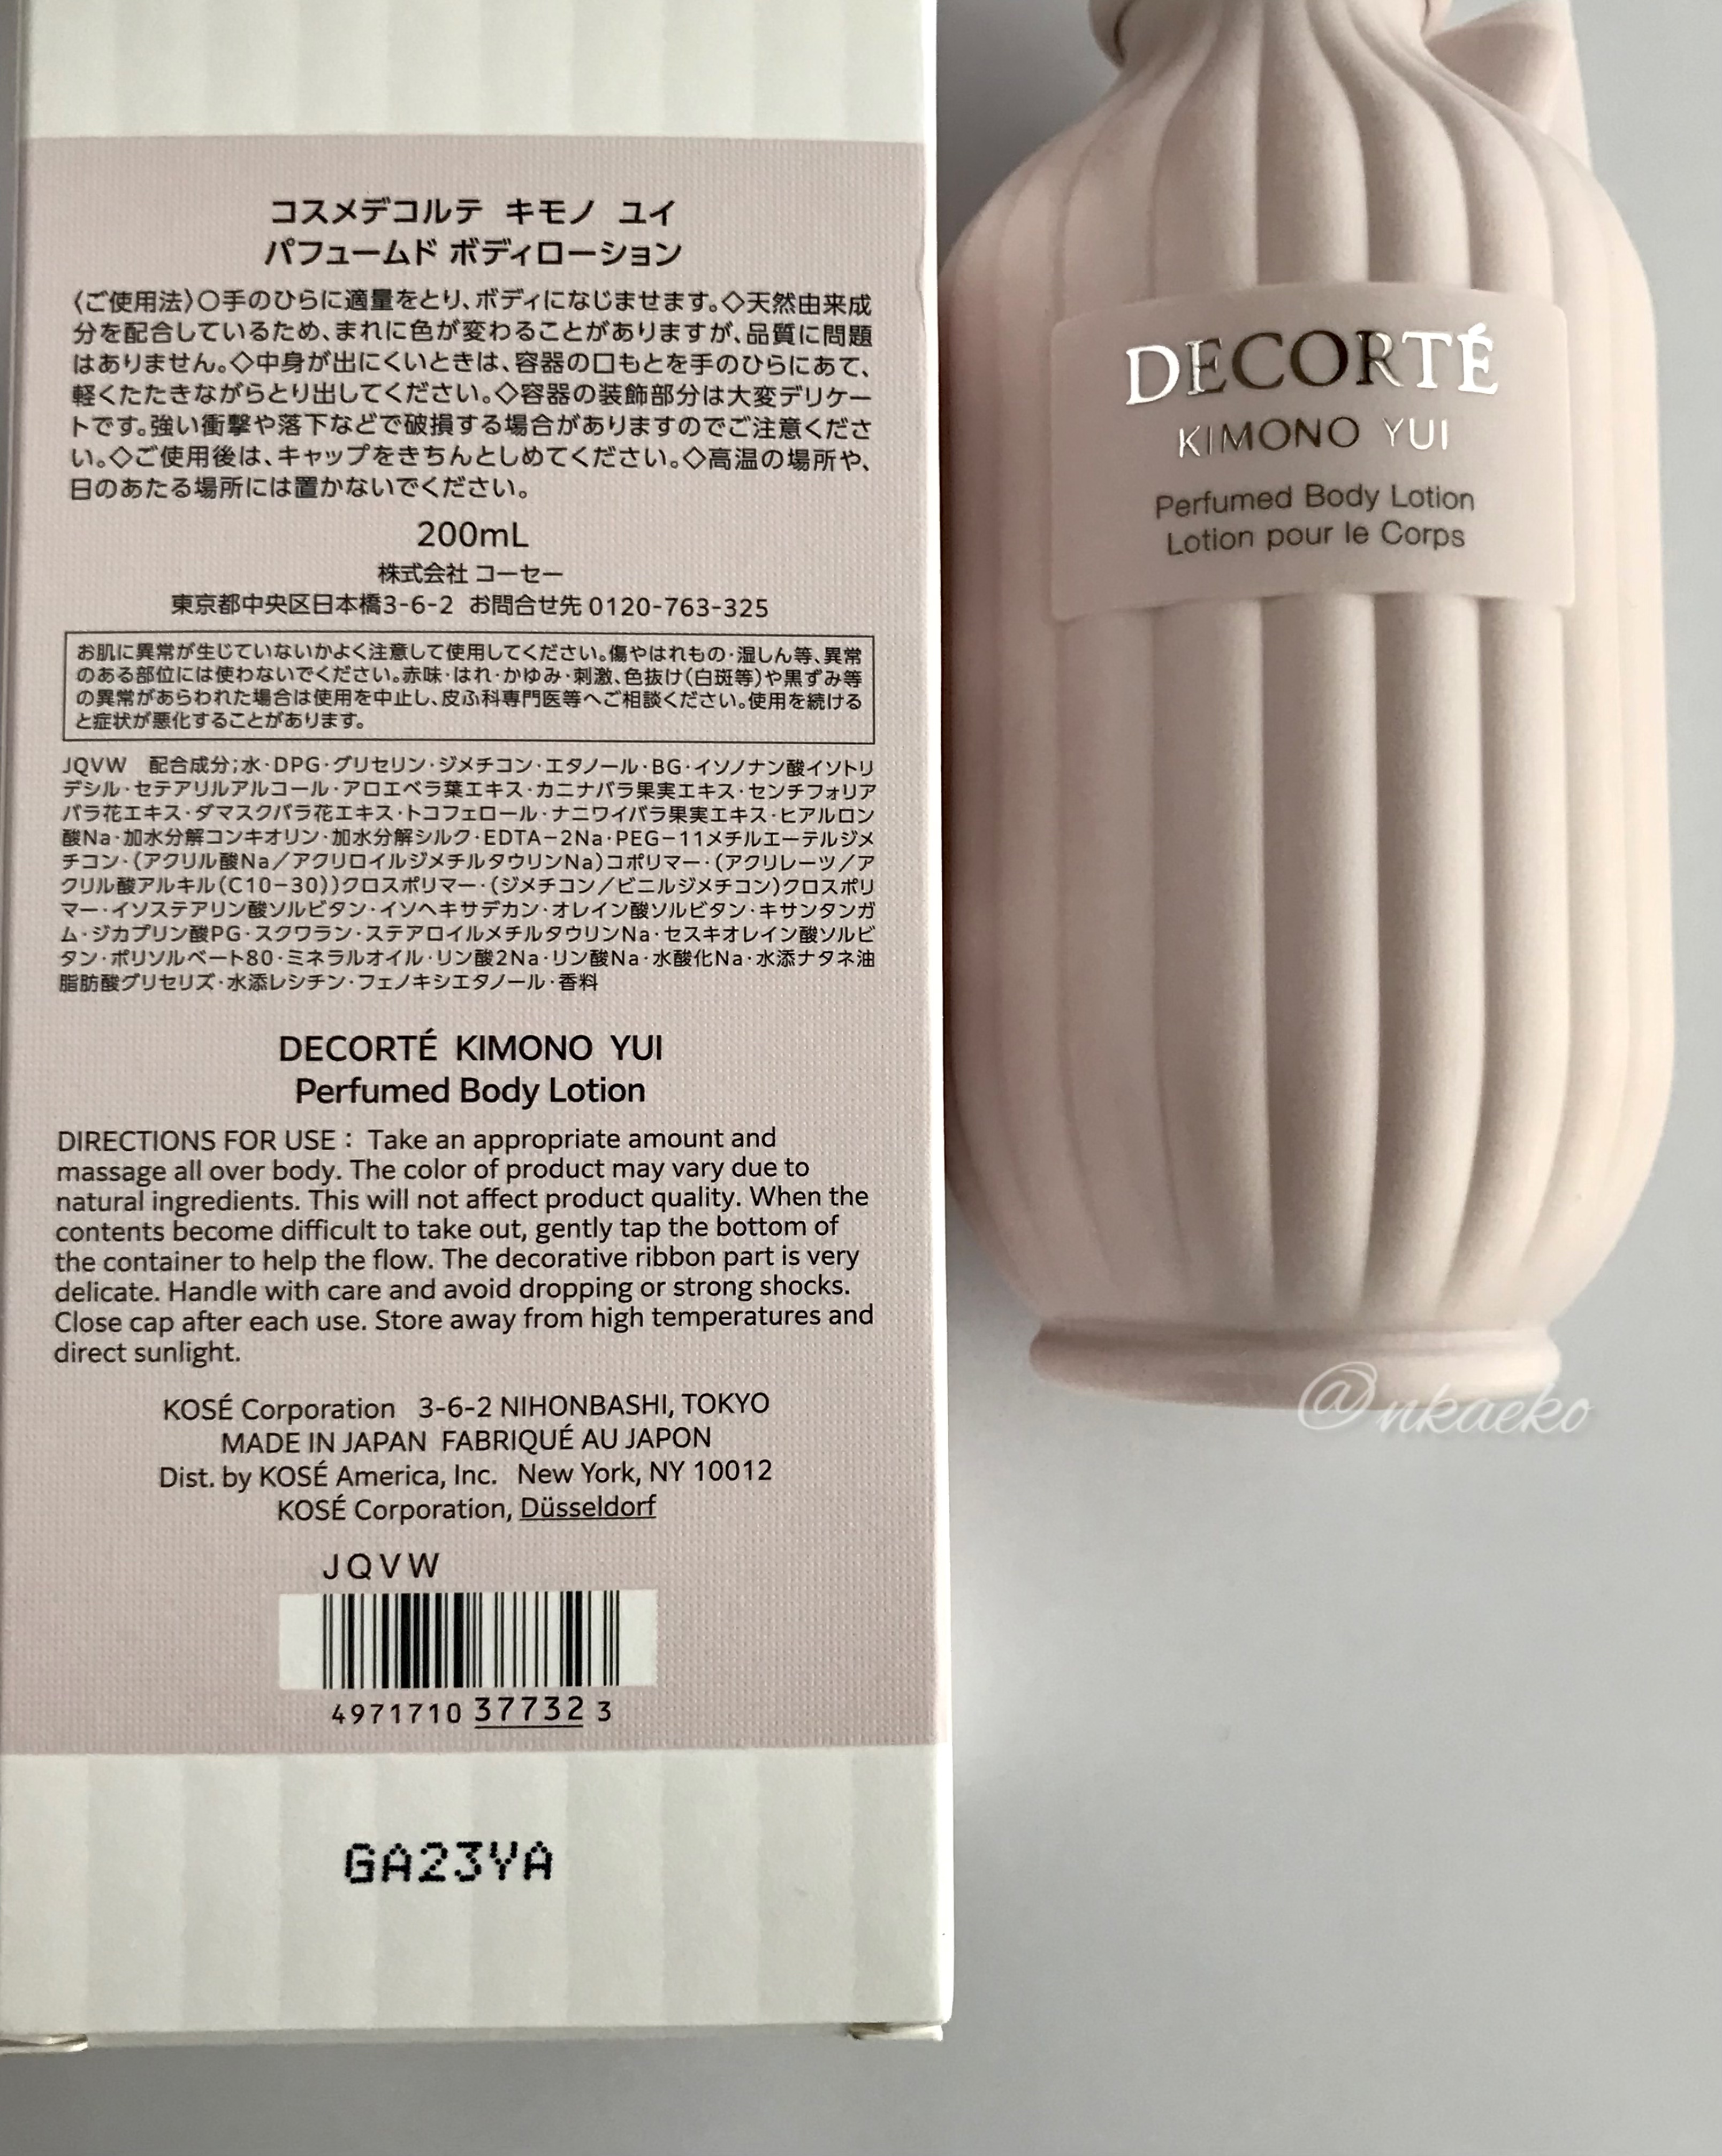 コスメデコルテ キモノ ユイ
パフュームド ボディローション
〈ご使用法〉○手のひらに適量をとり、ボディになじませます。◇天然由来成
分を配合しているため、まれに色が変わることがありますが、品質に問題
はありません。◇中身が出にくいときは、容器の口もとを手のひらにあて、
軽くたたきながらとり出してください。◇容器の装飾部分は大変デリケー
トです。強い衝撃や落下などで破損する場合がありますのでご注意くださ
い。◇ご使用後は、キャップをきちんとしめてください。◇高温の場所や、
日のあたる場所には置かないでください。
200mL
株式会社 コーセー
東京都中央区日本橋3-6-2 お問合せ先 0120-763-325
お肌に異常が生じていないかよく注意して使用してください。傷やはれもの・湿しん等、異常
のある部位には使わないでください。赤味・はれ・かゆみ・刺激、色抜け(白斑等)や黒ずみ等
の異常があらわれた場合は使用を中止し、皮ふ科専門医等へご相談ください。使用を続ける
と症状が悪化することがあります。
JQVW 配合成分;水・DPG・グリセリン・ジメチコン・エタノール・BG・イソノナン酸イソトリ
デシル・セテアリルアルコール・アロエベラ葉エキス・カニナバラ果実エキス・センチフォリア
バラ花エキス・ダマスクバラ花エキス・トコフェロール・ナニワイバラ果実エキス・ヒアルロン
酸Na・加水分解コンキオリン・加水分解シルク・EDTA−2Na・PEG−11メチルエーテルジメ
チコン・(アクリル酸Na/アクリロイルジメチルタウリンNa)コポリマー・(アクリレーツ/ア
クリル酸アルキル(C10−30))クロスポリマー・(ジメチコン/ビニルジメチコン)クロスポリ
マー・イソステアリン酸ソルビタン・イソヘキサデカン・オレイン酸ソルビタン・キサンタンガ
ム・ジカプリン酸PG・スクワラン・ステアロイルメチルタウリンNa・セスキオレイン酸ソルビ
タン・ポリソルベート80・ミネラルオイル・リン酸2Na・リン酸Na・水酸化Na・水添ナタネ油
脂肪酸グリセリズ・水添レシチン・フェノキシエタノール・香料
DECORTÉ KIMONO YUI
Perfumed Body Lotion
DIRECTIONS FOR USE : Take an appropriate amount and
massage all over body. The color of product may vary due to
natural ingredients. This will not affect product quality. When the
contents become difficult to take out, gently tap the bottom of
the container to help the flow. The decorative ribbon part is very
delicate. Handle with care and avoid dropping or strong shocks.
Close cap after each use. Store away from high temperatures and
direct sunlight.
KOSÉ Corporation 3-6-2 NIHONBASHI, TOKYO
MADE IN JAPAN FABRIQUÉ AU JAPON
Dist. by KOSÉ America, Inc. New York, NY 10012
KOSÉ Corporation, Düsseldorf
JQVW
4971710 37732 3
GA23YA
DECORTÉ
KIMONO YUI
Perfumed Body Lotion
Lotion pour le Corps
@nkaeko